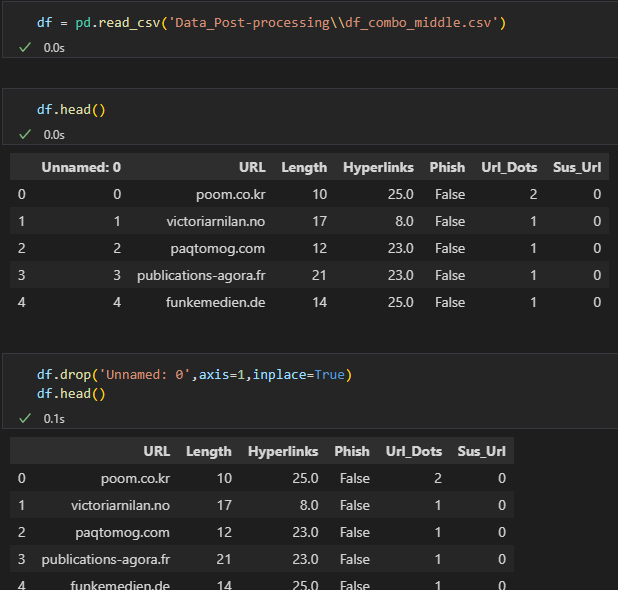 df = pd.read_csv('Data_Post-processing\\df_combo_middle.csv')
0.0s
df.head()
0.0s
Unnamed: 0 URL Length Hyperlinks Phish Url_Dots Sus_Url
0 0 poom.co.kr 10 25.0 False 2 0
1 1 victoriarnilan.no 17 8.0 False 1 0
2 2 paqtomog.com 12 23.0 False 1 0
3 3 publications-agora.fr 21 23.0 False 1 0
4 4 funkemedien.de 14 25.0 False 1 0
df.drop('Unnamed: 0',axis=1,inplace=True)
df.head()
0.1s
URL Length Hyperlinks Phish Url_Dots Sus_Url
0 poom.co.kr 10 25.0 False 2 0
1 victoriarnilan.no 17 8.0 False 1 0
2 paqtomog.com 12 23.0 False 1 0
3 publications-agora.fr 21 23.0 False 1 0
4 funkemedien.de 14 25.0 False 1 0